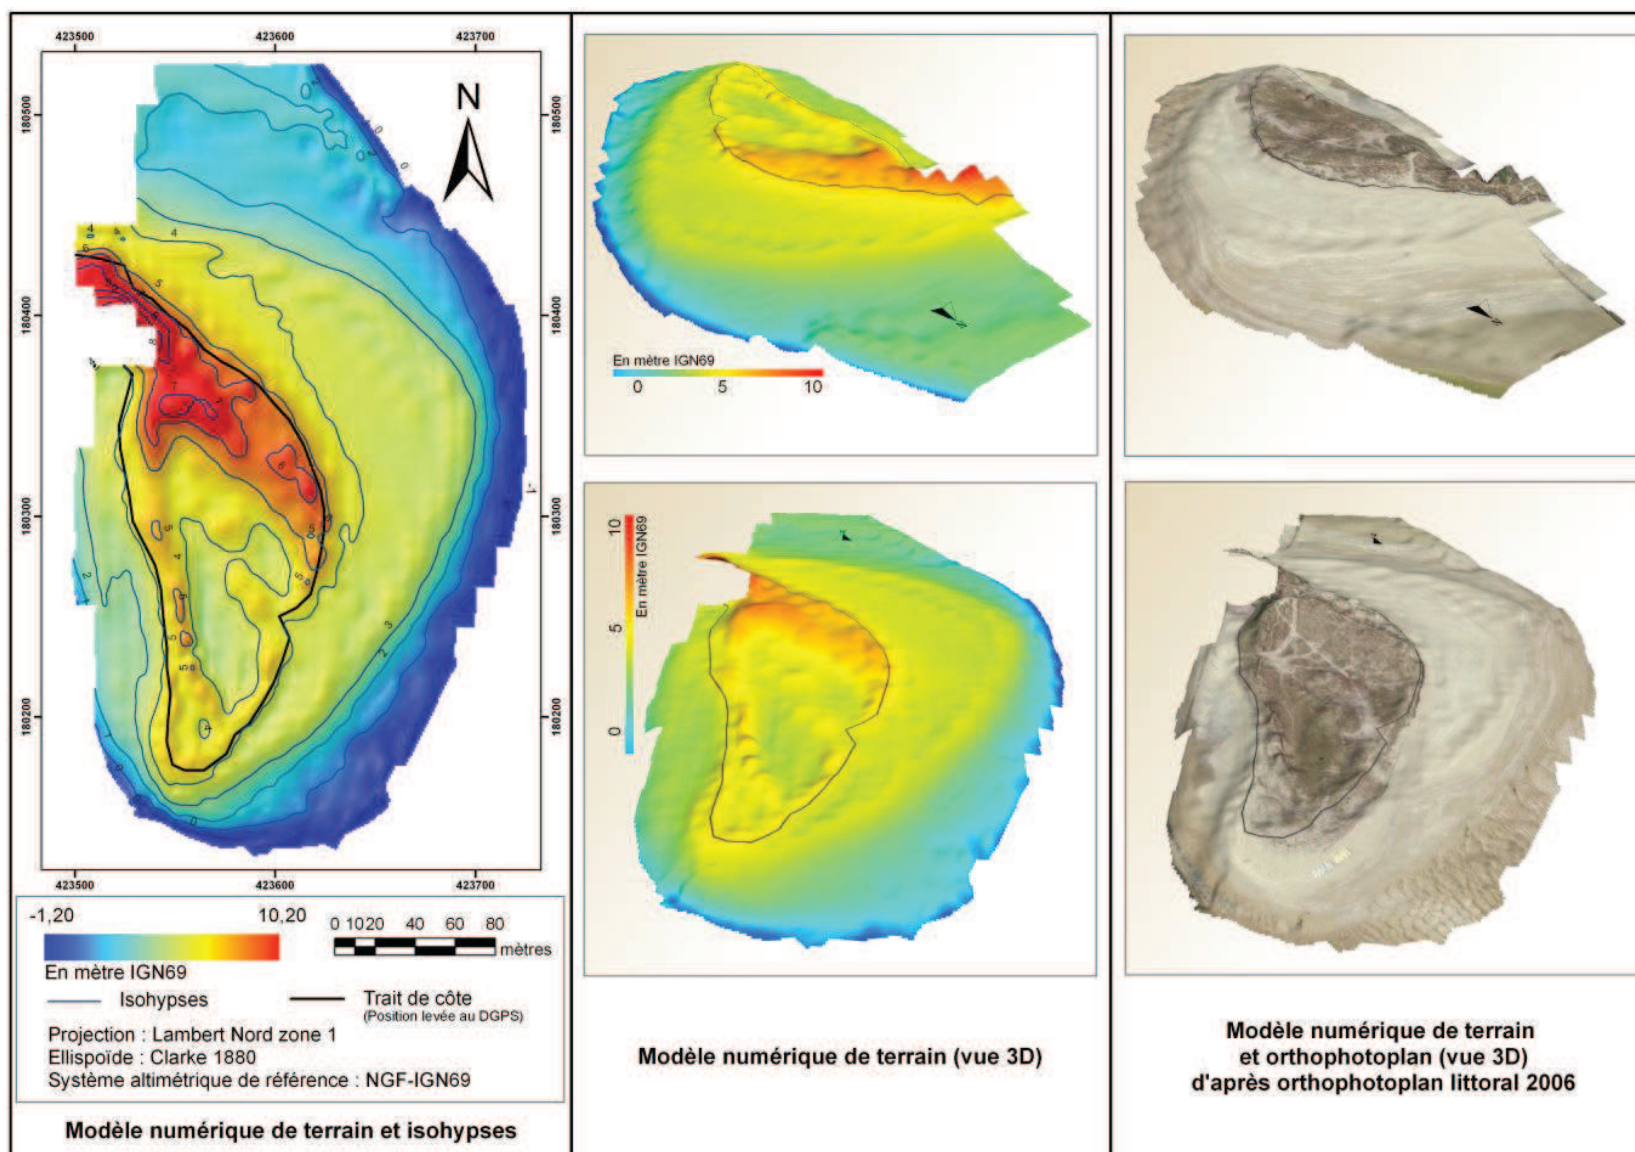 423500 423600 423700
N
180500 180500
180400 180400
180300 180300
180200 180200
423500 423600 423700
-1,20 10,20
En mètre IGN69
0 10 20 40 60 80
mètres
Isohypses
Trait de côte
(Position levée au DGPS)
Projection : Lambert Nord zone 1
Ellispoïde : Clarke 1880
Système altimétrique de référence : NGF-IGN69
Modèle numérique de terrain et isohypses
En mètre IGN69
0 5 10
N
En mètre IGN69
0 5 10
Modèle numérique de terrain (vue 3D)
N
Modèle numérique de terrain
et orthophotoplan (vue 3D)
d'après orthophotoplan littoral 2006